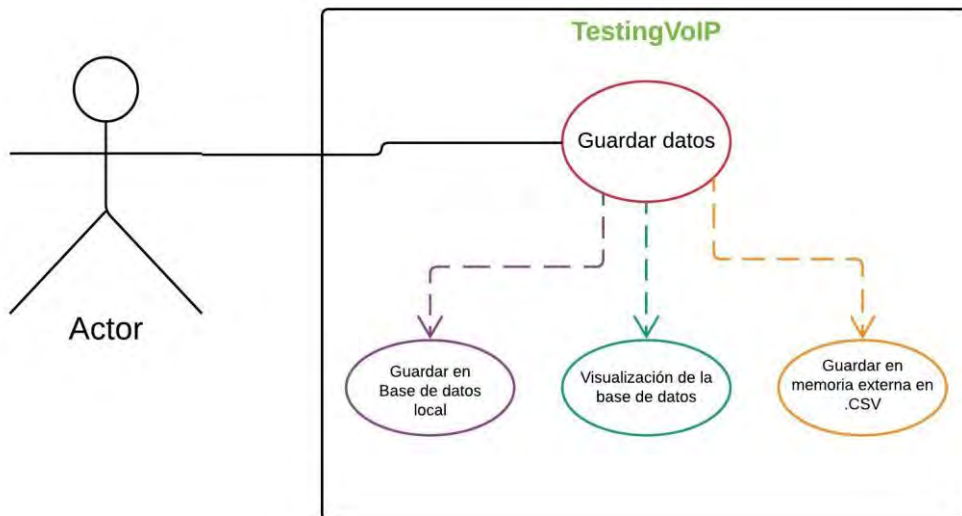 TestingVoIP
Guardar datos
Actor
Guardar en
Base de datos
local
Visualización de la
base de datos
Guardar en
memoria externa en
.CSV